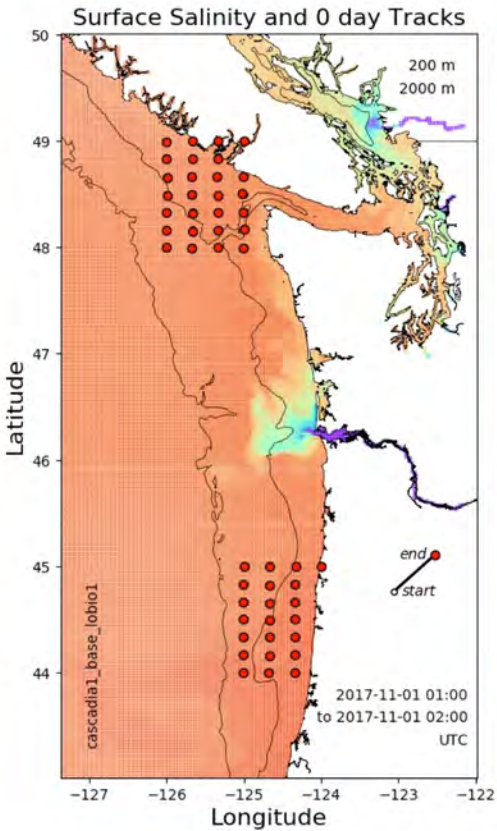 Surface Salinity and 0 day Tracks
50
200 m
2000 m
49
48
47
46
45
44
Latitude
end
start
cascadia1_base_lobio1
2017-11-01 01:00
to 2017-11-01 02:00
UTC
−127 −126 −125 −124 −123 −122
Longitude